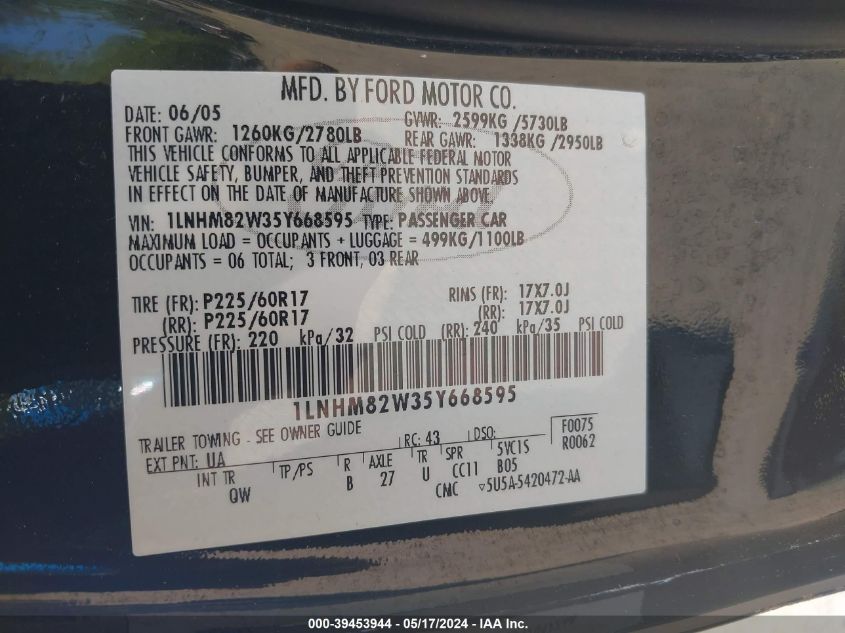 MFD. BY FORD MOTOR CO.
DATE: 06/05 GVWR: 2599KG /5730LB
FRONT GAWR: 1260KG/2780LB REAR GAWR: 1338KG /2950LB
THIS VEHICLE CONFORMS TO ALL APPLICABLE FEDERAL MOTOR
VEHICLE SAFETY, BUMPER, AND THEFT PREVENTION STANDARDS
IN EFFECT ON THE DATE OF MANUFACTURE SHOWN ABOVE.
VIN: 1LNHM82W35Y668595 TYPE: PASSENGER CAR
MAXIMUM LOAD = OCCUPANTS + LUGGAGE = 499KG/1100LB
OCCUPANTS = 06 TOTAL; 3 FRONT, 03 REAR
TIRE (FR): P225/60R17 RINS (FR): 17X7.0J
(RR): P225/60R17 (RR): 17X7.0J
PRESSURE (FR): 220 kPa/32 PSI COLD (RR): 240 kPa/35 PSI COLD
1LNHM82W35Y668595
TRAILER TOWING - SEE OWNER GUIDE
EXT PNT: UA RC: 43 DSO: F0075
INT TR TP/PS R AXLE TR SPR 5VC1S R0062
QW B 27 U CC11 B05
CMC ▽5U5A-5420472-AA
000-39453944 - 05/17/2024 - WWW.IAAI.COM